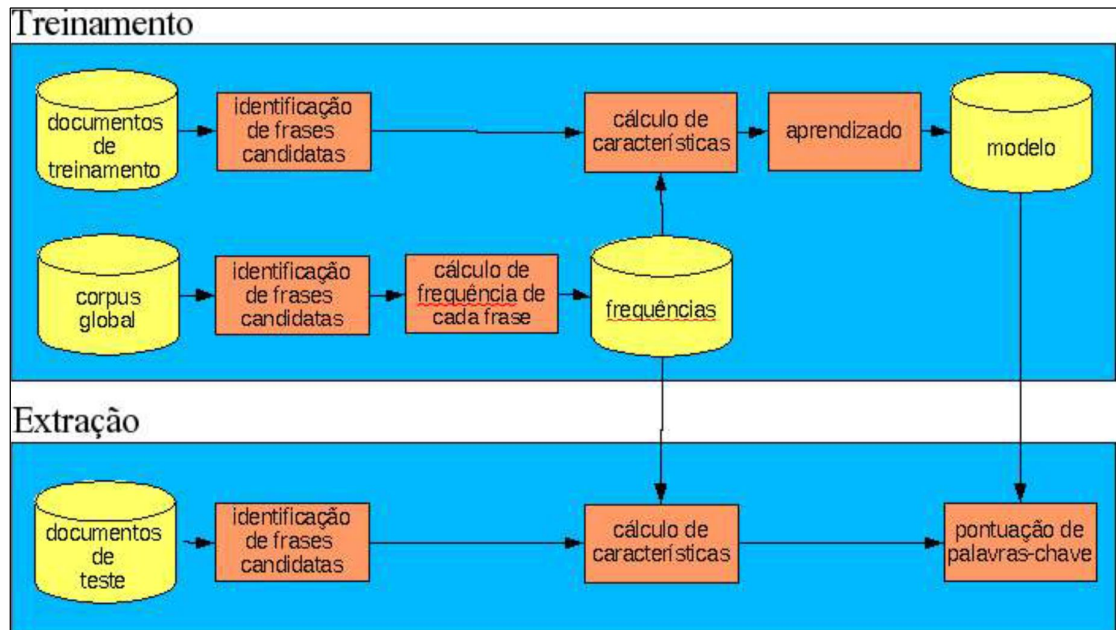 Treinamento
documentos
de
treinamento
identificação
de frases
candidatas
cálculo de
características
aprendizado
modelo
corpus
global
identificação
de frases
candidatas
cálculo de
frequência de
cada frase
frequências
Extração
documentos
de
teste
identificação
de frases
candidatas
cálculo de
características
pontuação de
palavras-chave